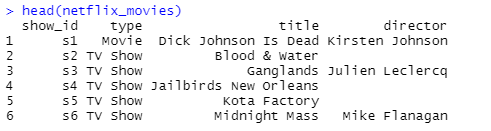 > head(netflix_movies)
show_id type title director
1 s1 Movie Dick Johnson Is Dead Kirsten Johnson
2 s2 TV Show Blood & Water
3 s3 TV Show Ganglands Julien Leclercq
4 s4 TV Show Jailbirds New Orleans
5 s5 TV Show Kota Factory
6 s6 TV Show Midnight Mass Mike Flanagan